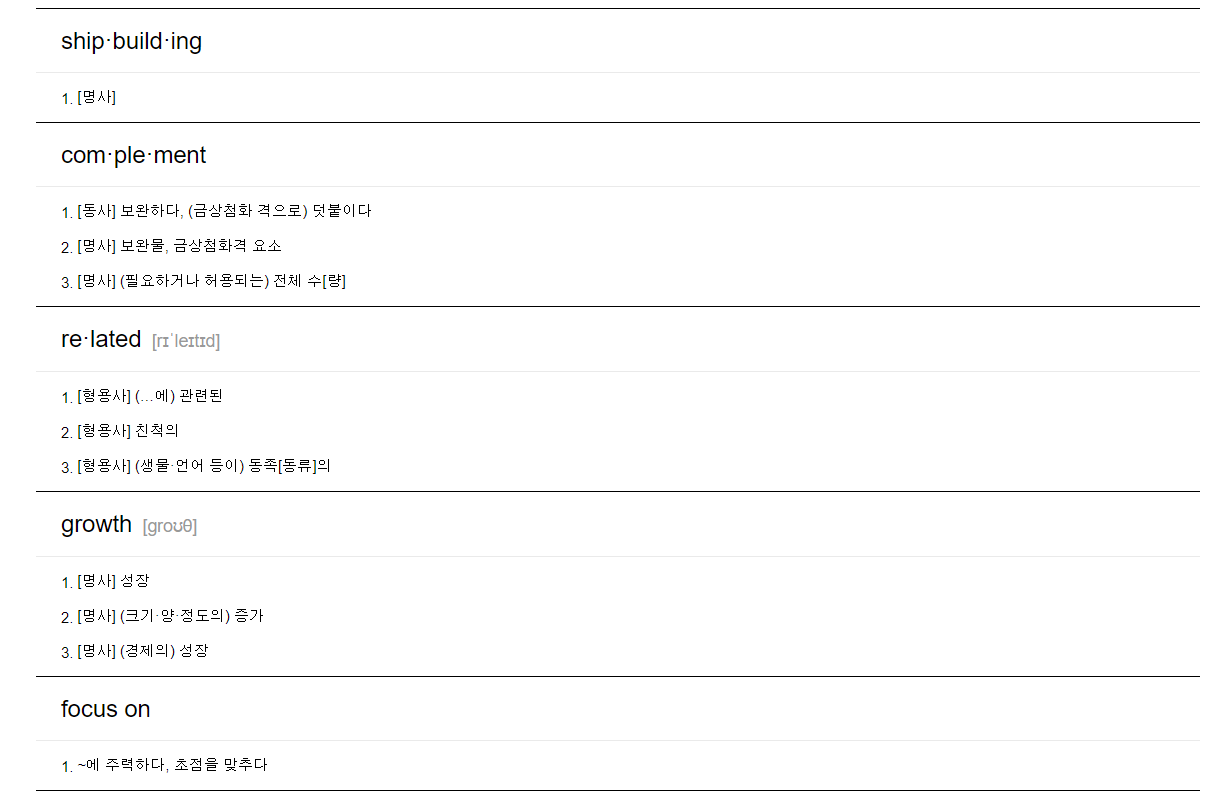 ship·build·ing
1. [명사]
com·ple·ment
1. [동사] 보완하다, (금상첨화 격으로) 덧붙이다
2. [명사] 보완물, 금상첨화격 요소
3. [명사] (필요하거나 허용되는) 전체 수[량]
re·lated [rɪˈleɪtɪd]
1. [형용사] (…에) 관련된
2. [형용사] 친척의
3. [형용사] (생물·언어 등이) 동족[동류]의
growth [groʊθ]
1. [명사] 성장
2. [명사] (크기·양·정도의) 증가
3. [명사] (경제의) 성장
focus on
1. ~에 주력하다, 초점을 맞추다